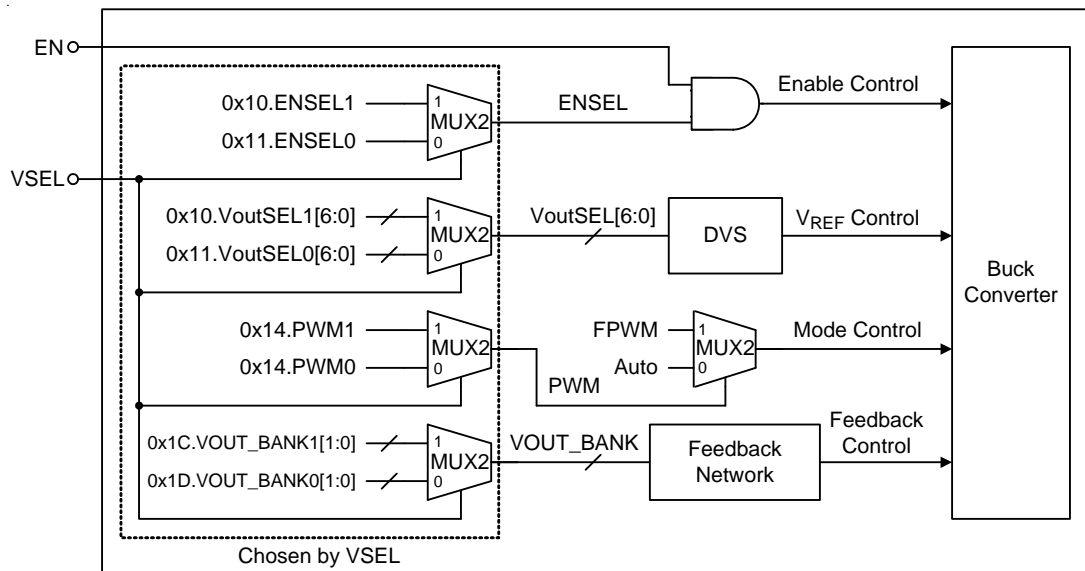 EN
0x10.ENSEL1
1
MUX2
0x11.ENSEL0
0
ENSEL
Enable Control
VSEL
0x10.VoutSEL1[6:0]
1
MUX2
0x11.VoutSEL0[6:0]
0
VoutSEL[6:0]
DVS
VREF Control
Buck
Converter
0x14.PWM1
1
MUX2
0x14.PWM0
0
PWM
FPWM
1
MUX2
Auto
0
Mode Control
0x1C.VOUT_BANK1[1:0]
1
MUX2
0x1D.VOUT_BANK0[1:0]
0
VOUT_BANK
Feedback
Network
Feedback
Control
Chosen by VSEL